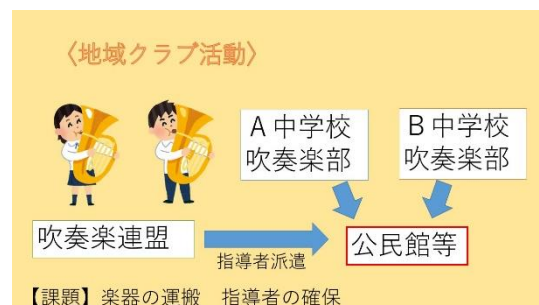 〈地域クラブ活動〉
A中学校
吹奏楽部
B中学校
吹奏楽部
吹奏楽連盟
指導者派遣
公民館等
【課題】楽器の運搬　指導者の確保